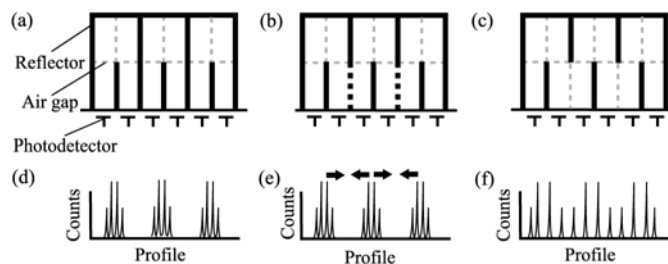 (a)
(b)
(c)
Reflector
Air gap
Photodetector
(d)
(e)
(f)
Counts
Counts
Counts
Profile
Profile
Profile